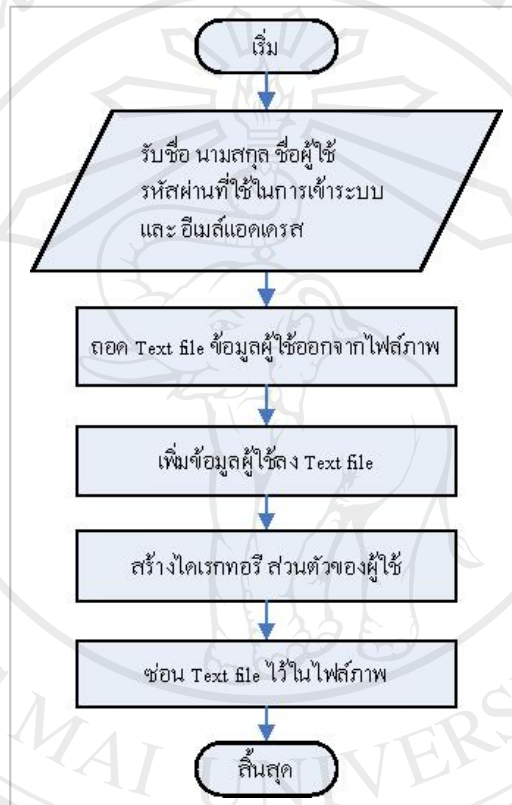 เริ่ม
รับชื่อ นามสกุล ชื่อผู้ใช้
รหัสผ่านที่ใช้ในการเข้าระบบ
และ อีเมล์แอดเดรส
ถอด Text file ข้อมูลผู้ใช้ออกจากไฟล์ภาพ
เพิ่มข้อมูลผู้ใช้ลง Text file
สร้างไดเรกทอรี ส่วนตัวของผู้ใช้
ซ่อน Text file ไว้ในไฟล์ภาพ
สิ้นสุด
MAI UNIVERS